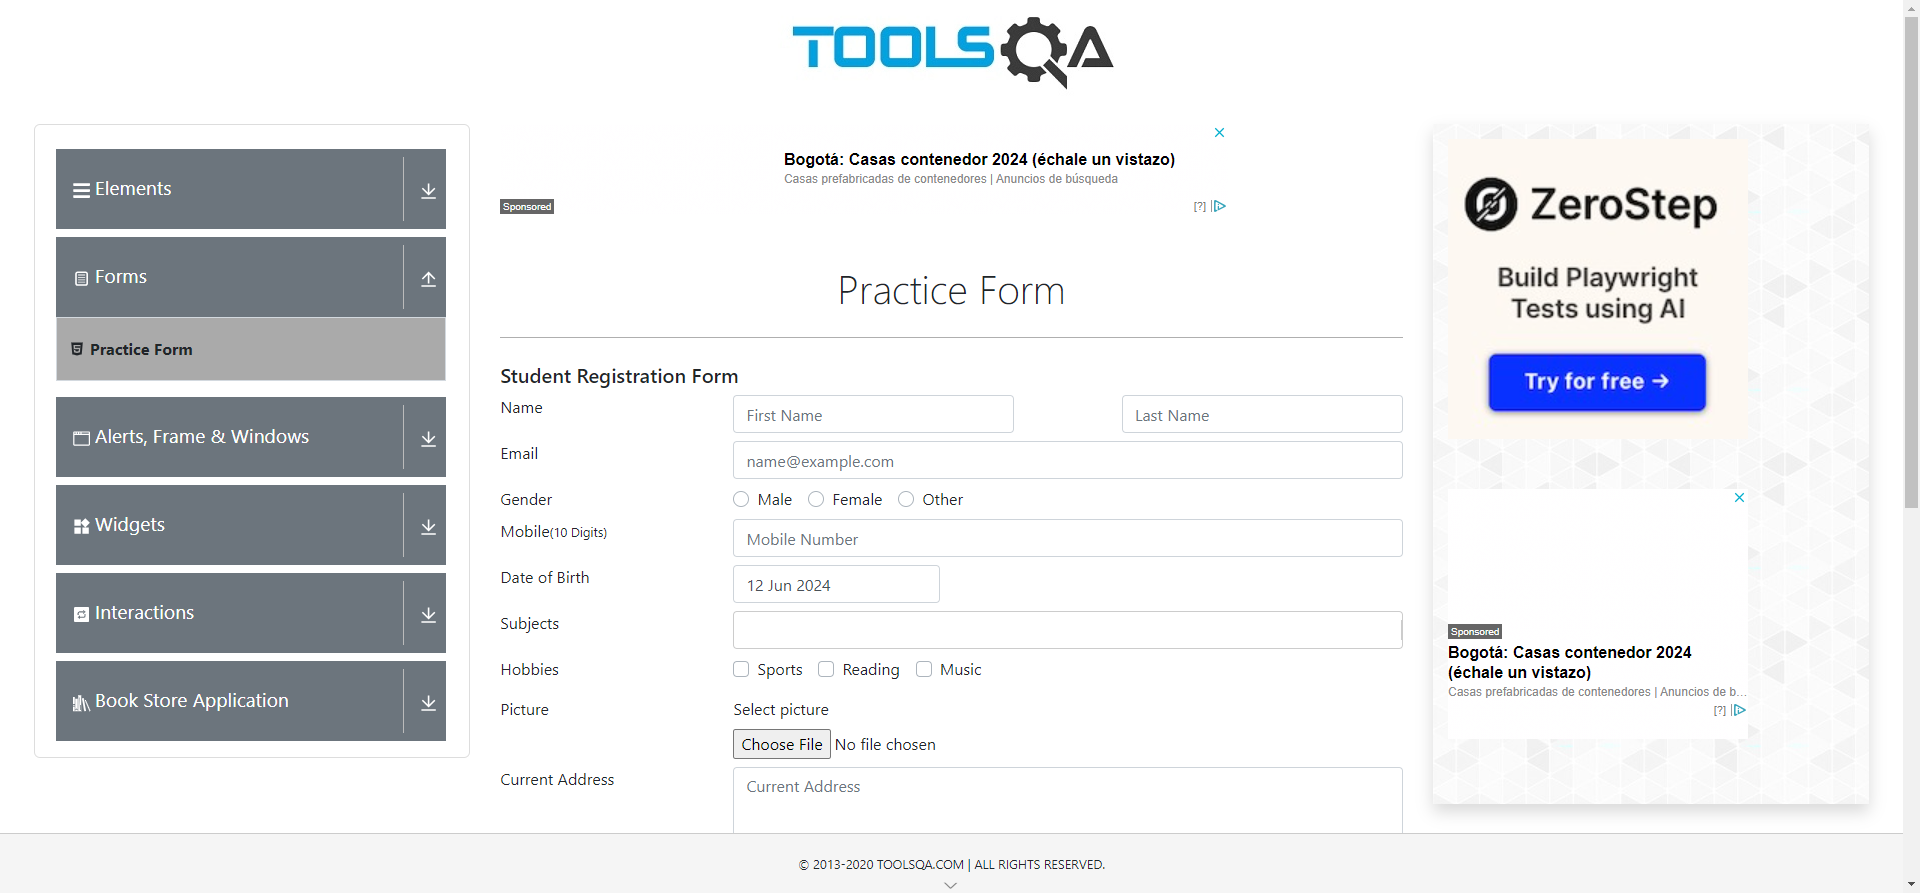 TOOLSQA
Elements
Forms
Practice Form
Alerts, Frame & Windows
Widgets
Interactions
Book Store Application
Bogotá: Casas contenedor 2024 (échale un vistazo)
Casas prefabricadas de contenedores | Anuncios de búsqueda
Sponsored
[?]
Practice Form
Student Registration Form
Name
First Name
Last Name
Email
name@example.com
Gender
Male
Female
Other
Mobile(10 Digits)
Mobile Number
Date of Birth
12 Jun 2024
Subjects
Hobbies
Sports
Reading
Music
Picture
Select picture
Choose File No file chosen
Current Address
Current Address
ZeroStep
Build Playwright
Tests using AI
Try for free →
Sponsored
Bogotá: Casas contenedor 2024
(échale un vistazo)
Casas prefabricadas de contenedores | Anuncios de b...
[?]
© 2013-2020 TOOLSQA.COM | ALL RIGHTS RESERVED.